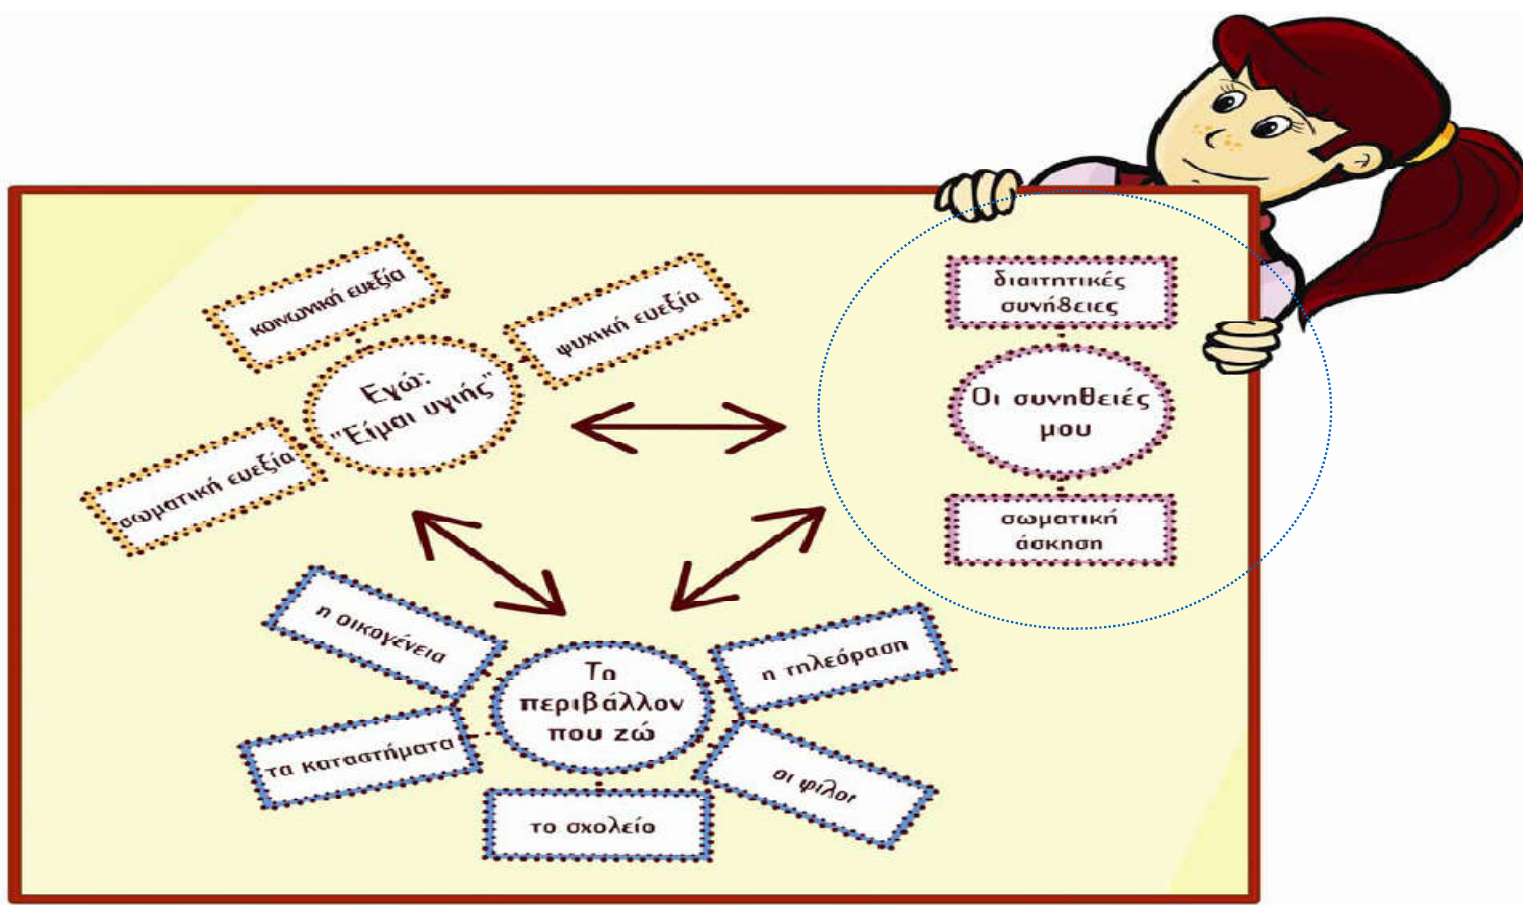 κοινωνική ευεξία
ψυχική ευεξία
Εγώ:
"Είμαι υγιής"
σωματική ευεξία
διαιτητικές
συνήθειες
Οι συνηθειές
μου
σωματική
άσκηση
η οικογένεια
η τηλεόραση
Το
περιβάλλον
που ζώ
τα καταστήματα
οι φιλοι
το σχολείο